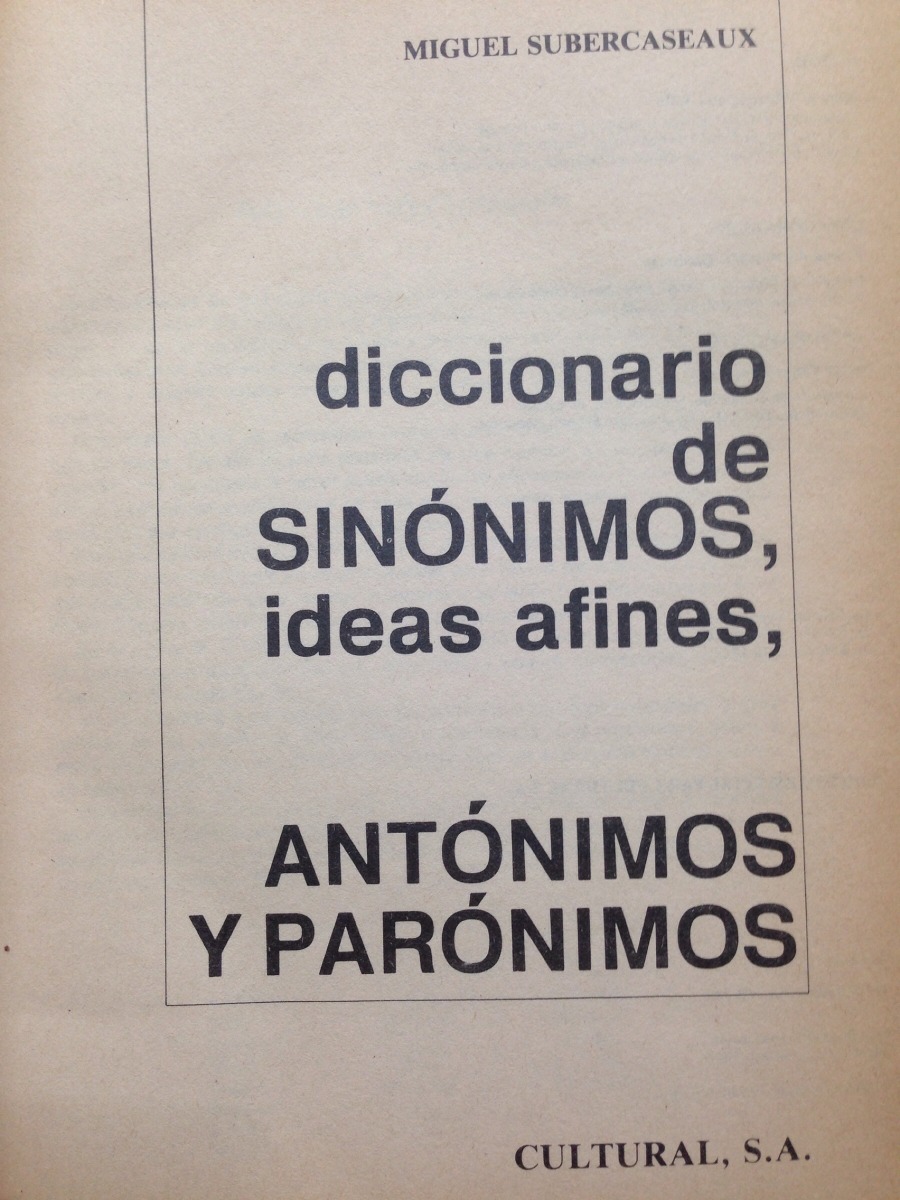 MIGUEL SUBERCASEAUX
diccionario
de
SINÓNIMOS,
ideas afines,
ANTÓNIMOS
Y PARÓNIMOS
CULTURAL, S.A.